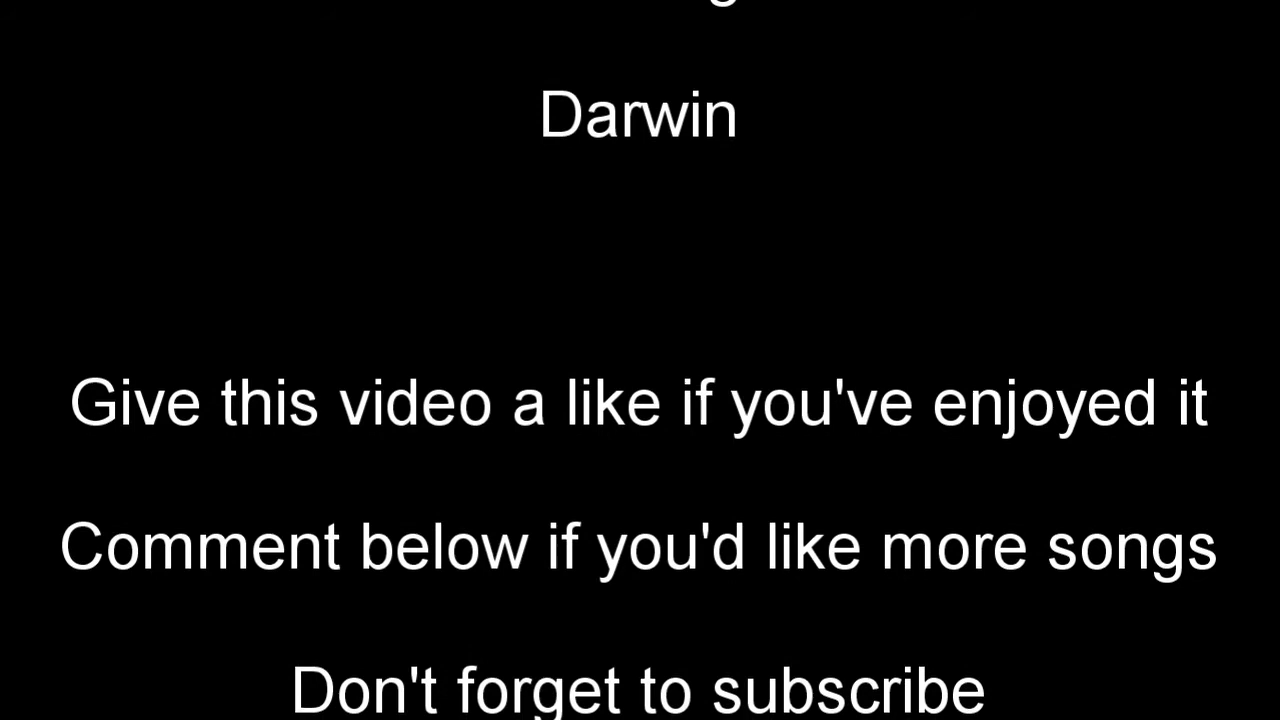 Darwin
Give this video a like if you've enjoyed it
Comment below if you'd like more songs
Don't forget to subscribe